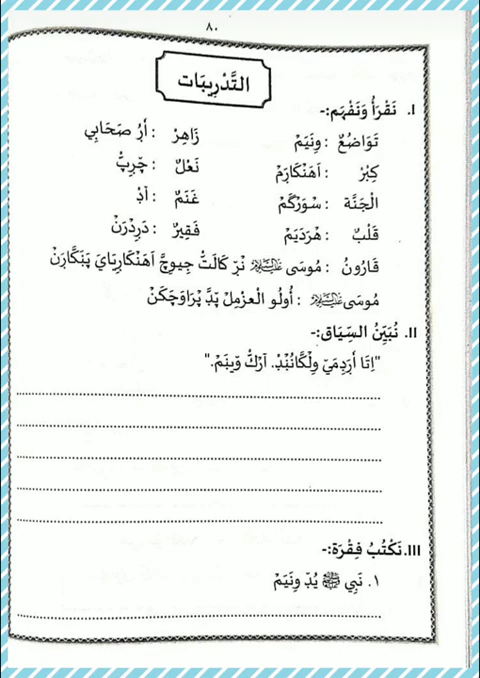 ٨٠
التَّدْرِيبَات
I. نَقْرَأُ وَنَفْهَم:-
تَوَاضُعٌ : وِنَيَمْ زَاهِرْ : أَرُ صَحَابِي
كِبْرٌ : اَهَنْكَارَمْ نَعْلٌ : چَرِپُّ
الْجَنَّة : سْوَرْكَمْ غَنَمٌ : آدْ
قَلْبٌ : هْرَدَيَمْ فَقِيرٌ : دَرِدْرَنْ
قَارُونُ : مُوسَى عَلَيْهِ السَّلَام نْرِ كَالَتُّ جِيوِچَّ اَهَنْكَارِيَايَ پَڹَكَّارَنْ
مُوسَى عَلَيْهِ السَّلَام : أُولُو الْعَزْمِلْ پَڐَّ پْرَاوَچَكَنْ
II. نُبَيِّنُ السِّيَاق:-
"اِتَا أَرَدِمَيّ وِلْكَّانُنْڊْ. آرْكُّ وّيڹَمْ."
III. نَكْتُبُ فِقْرَة:-
١. نَبِي ﷺ يُڊّ وِنَيَمْ